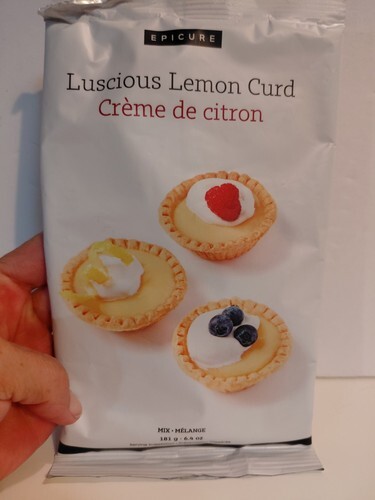 EPICURE
Luscious Lemon Curd
Crème de citron
MIX • MÉLANGE
181 g • 6.4 oz